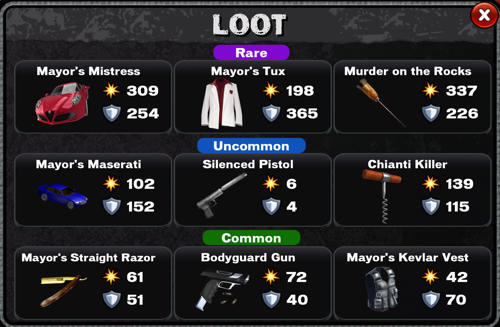 LOOT
Rare
Mayor's Mistress
309
254
Mayor's Tux
198
365
Murder on the Rocks
337
226
Uncommon
Mayor's Maserati
102
152
Silenced Pistol
6
4
Chianti Killer
139
115
Common
Mayor's Straight Razor
61
51
Bodyguard Gun
72
40
Mayor's Kevlar Vest
42
70